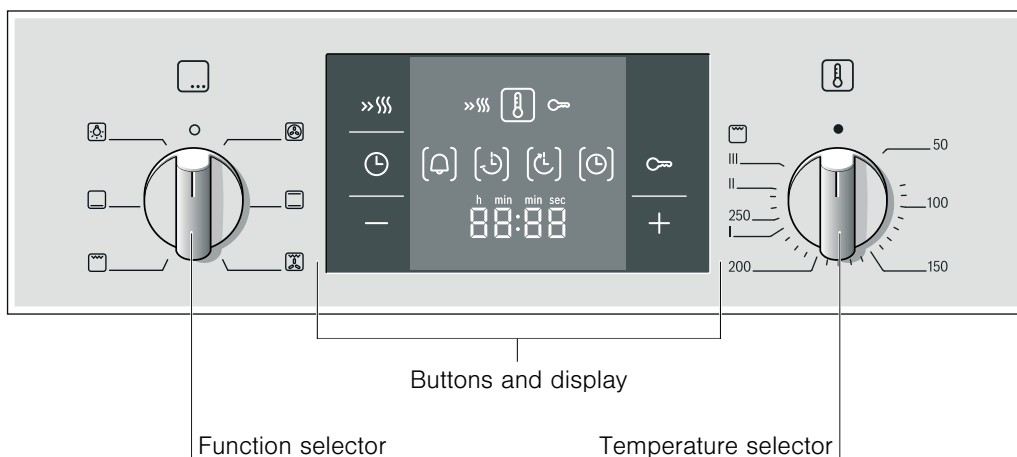 h min min sec
88:88
III
II
250
I
200
50
100
150
Buttons and display
Function selector
Temperature selector